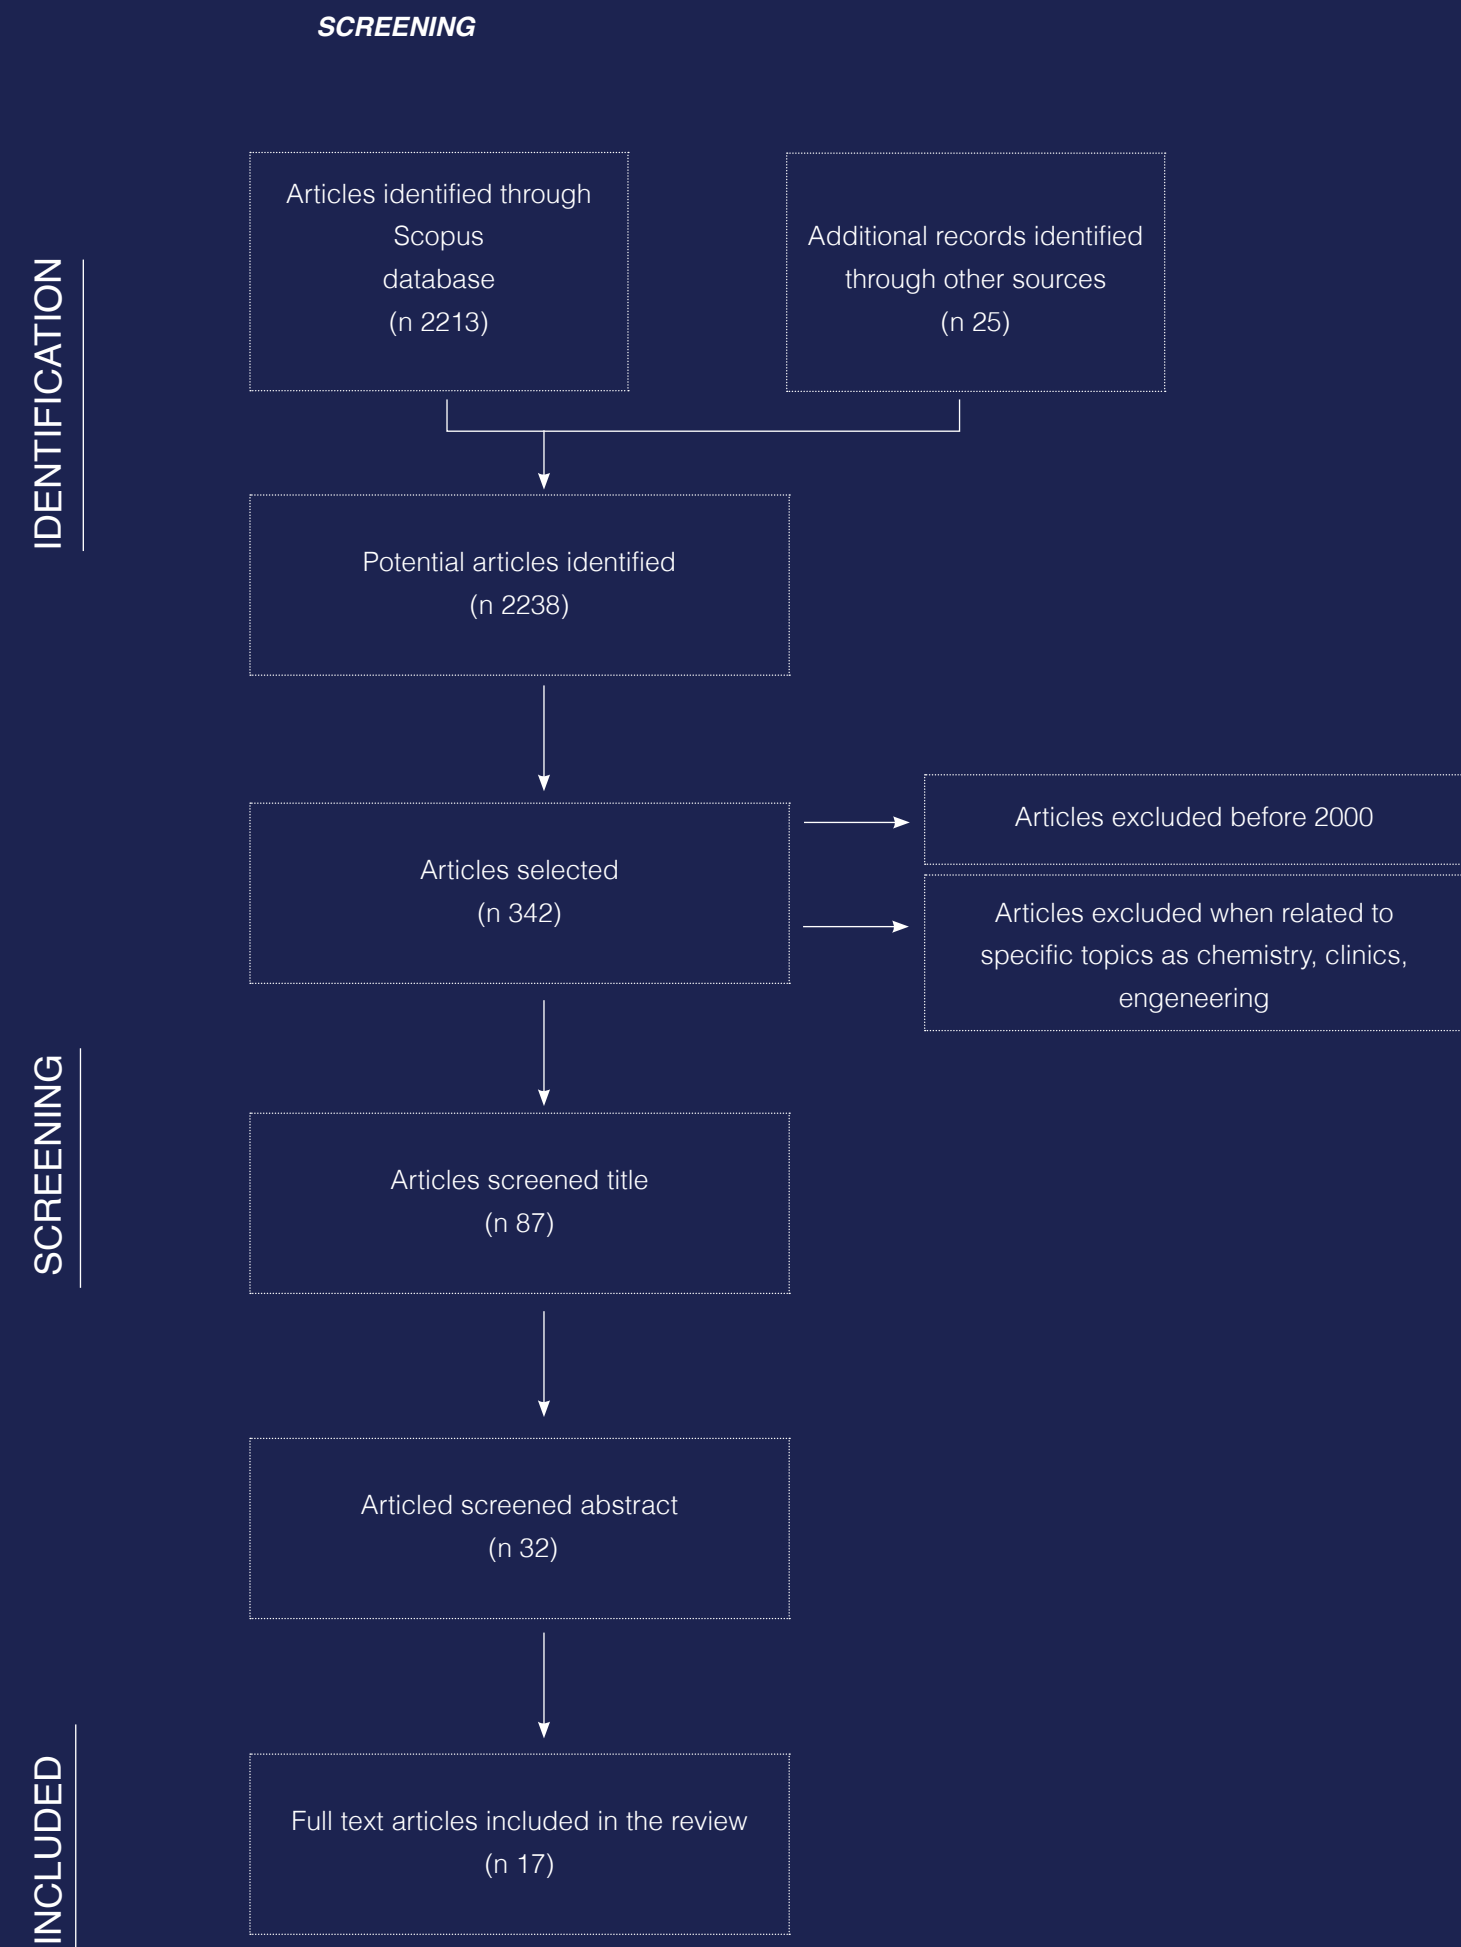 SCREENING
IDENTIFICATION
Articles identified through
Scopus
database
(n 2213)
Additional records identified
through other sources
(n 25)
Potential articles identified
(n 2238)
Articles selected
(n 342)
Articles excluded before 2000
Articles excluded when related to
specific topics as chemistry, clinics,
engeneering
SCREENING
Articles screened title
(n 87)
Articled screened abstract
(n 32)
INCLUDED
Full text articles included in the review
(n 17)